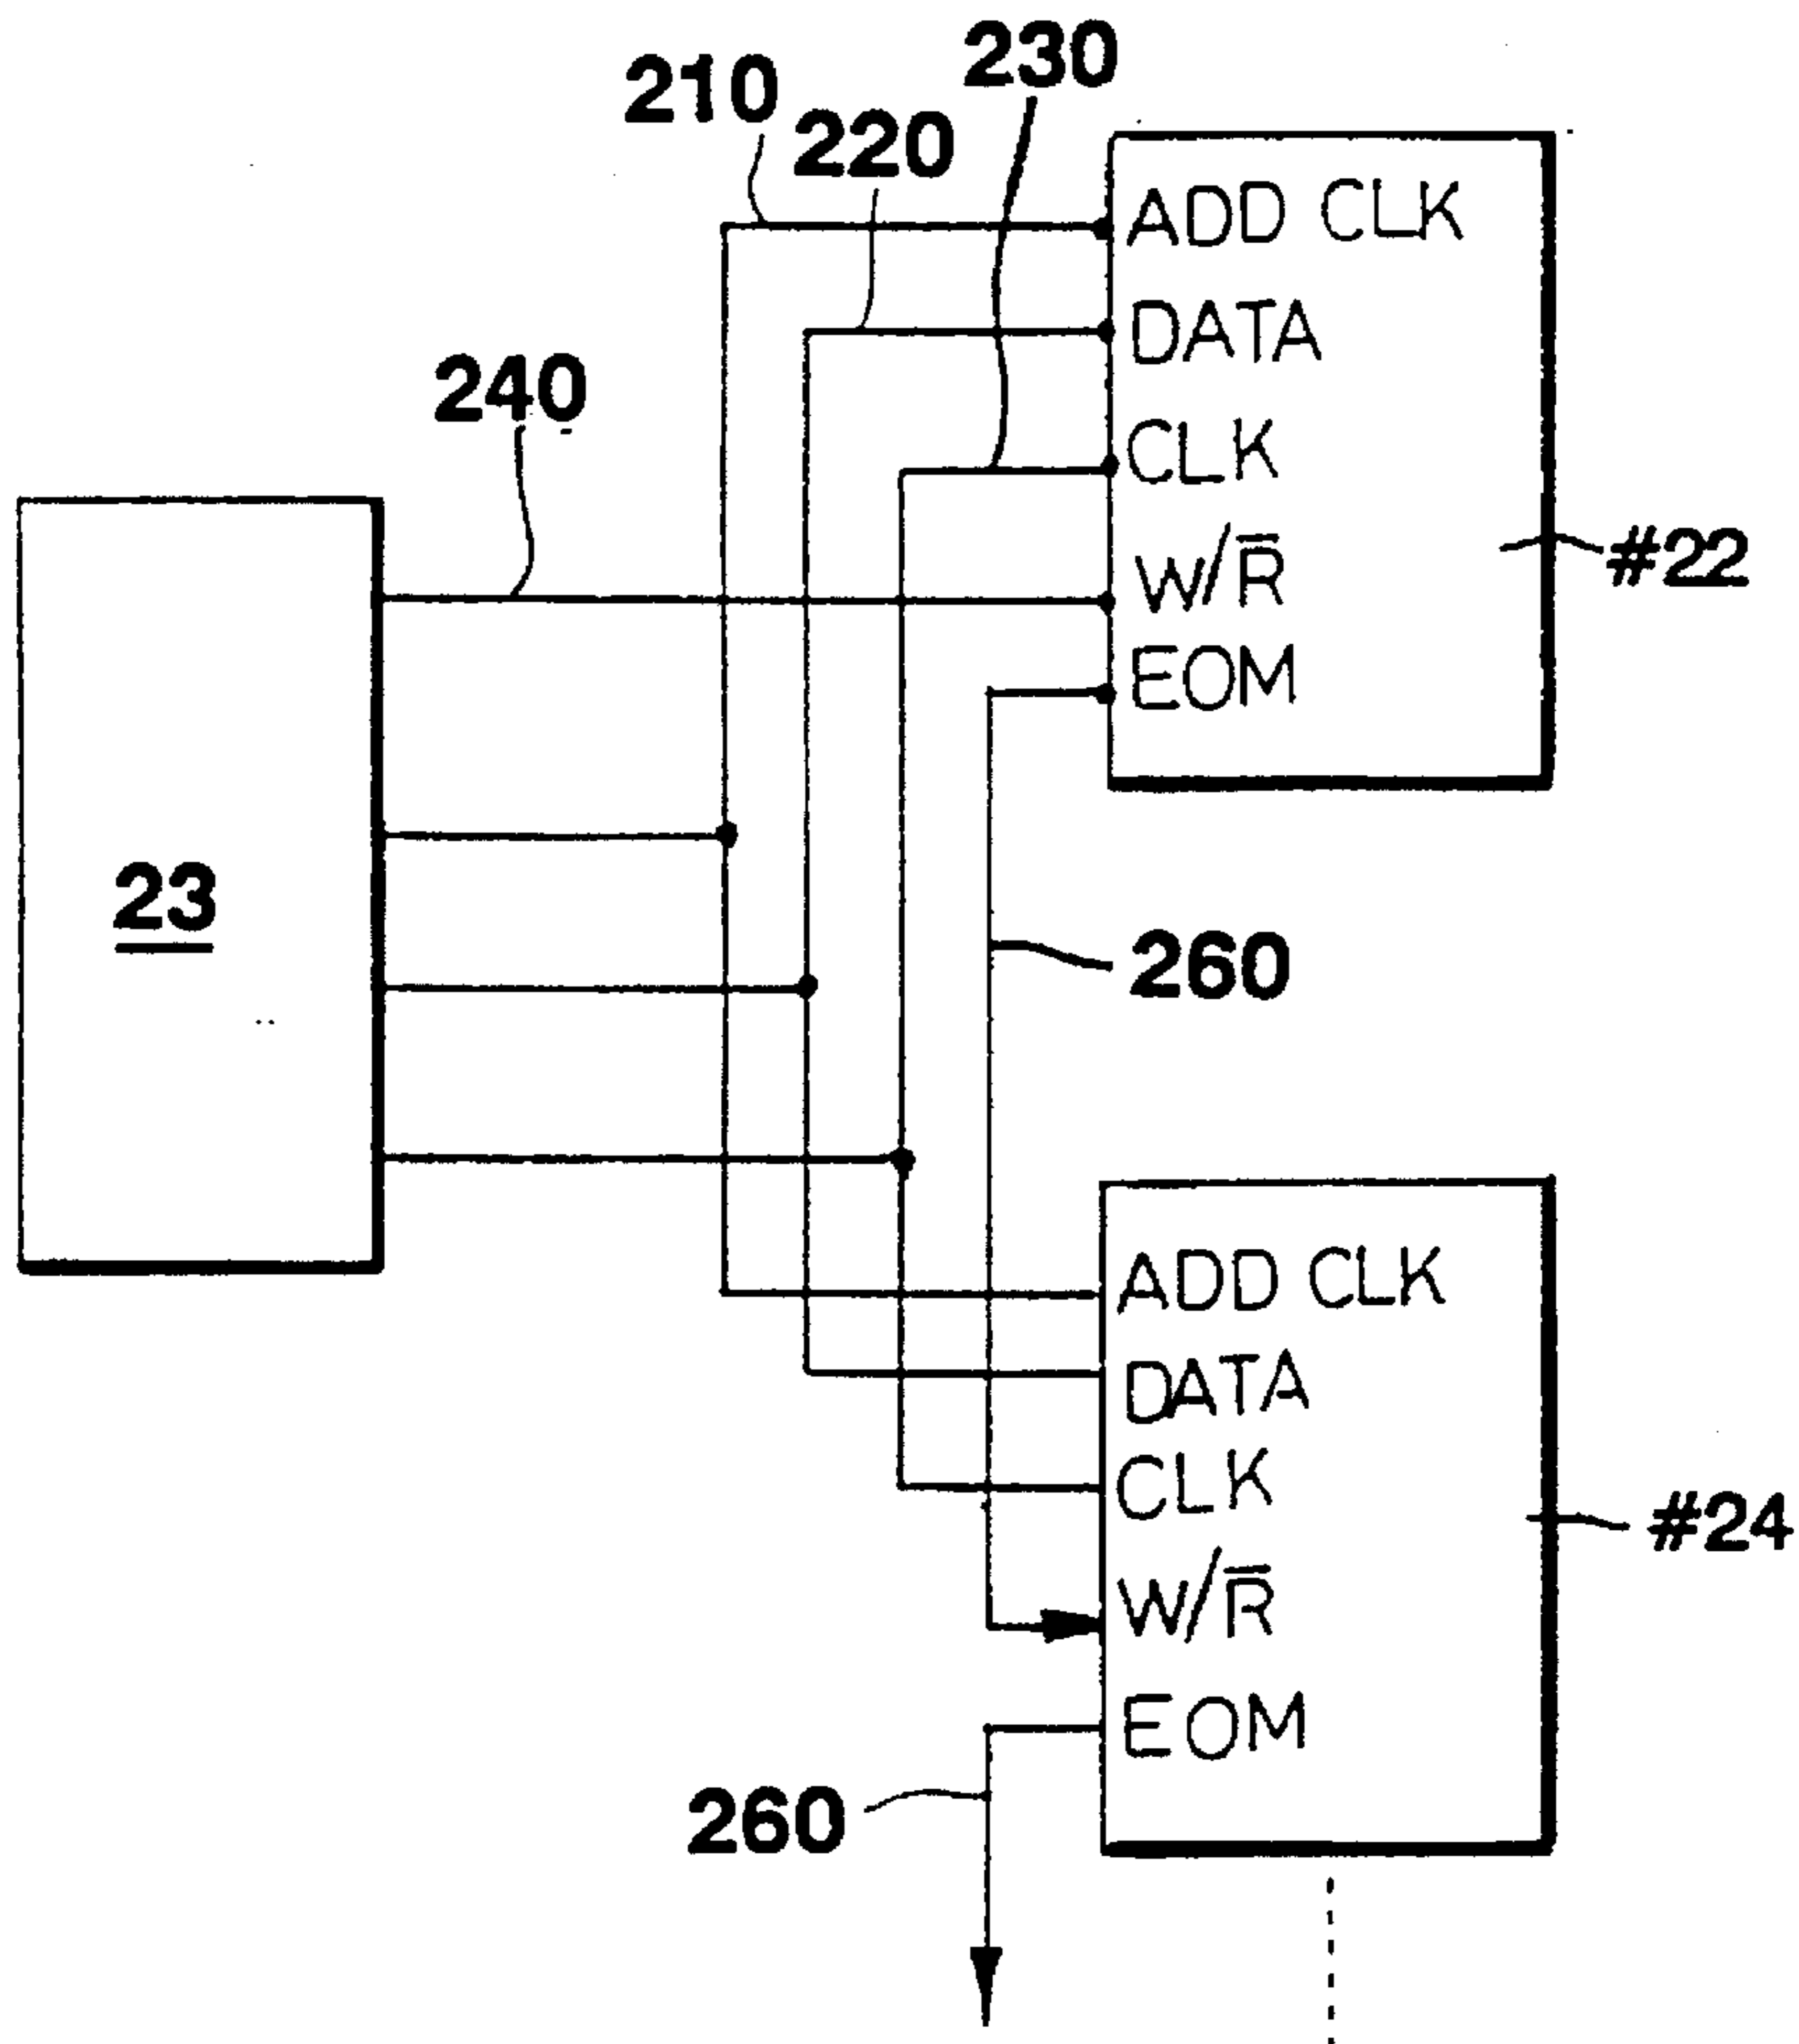 230
210
220
ADD CLK
DATA
240
CLK
#22
W/R̅
EOM
23
260
ADD CLK
DATA
CLK
#24
W/R̅
EOM
260